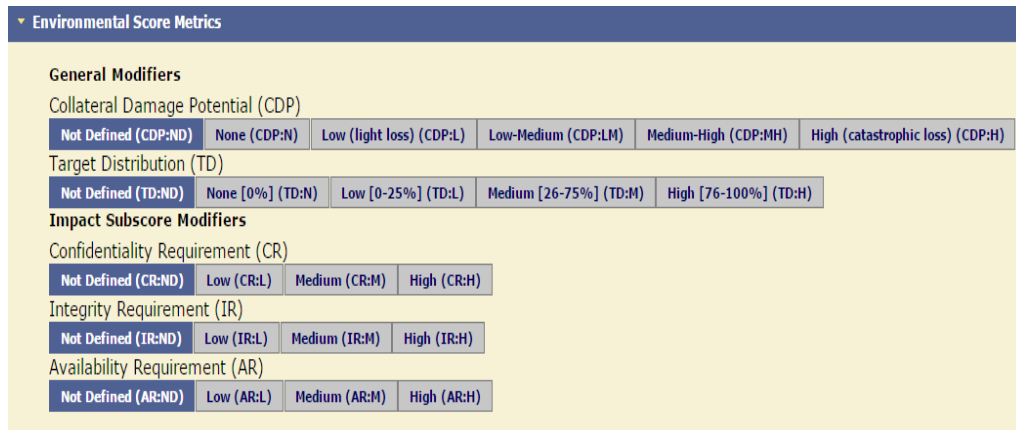 Environmental Score Metrics
General Modifiers
Collateral Damage Potential (CDP)
Not Defined (CDP:ND) None (CDP:N) Low (light loss) (CDP:L) Low-Medium (CDP:LM) Medium-High (CDP:MH) High (catastrophic loss) (CDP:H)
Target Distribution (TD)
Not Defined (TD:ND) None [0%] (TD:N) Low [0-25%] (TD:L) Medium [26-75%] (TD:M) High [76-100%] (TD:H)
Impact Subscore Modifiers
Confidentiality Requirement (CR)
Not Defined (CR:ND) Low (CR:L) Medium (CR:M) High (CR:H)
Integrity Requirement (IR)
Not Defined (IR:ND) Low (IR:L) Medium (IR:M) High (IR:H)
Availability Requirement (AR)
Not Defined (AR:ND) Low (AR:L) Medium (AR:M) High (AR:H)